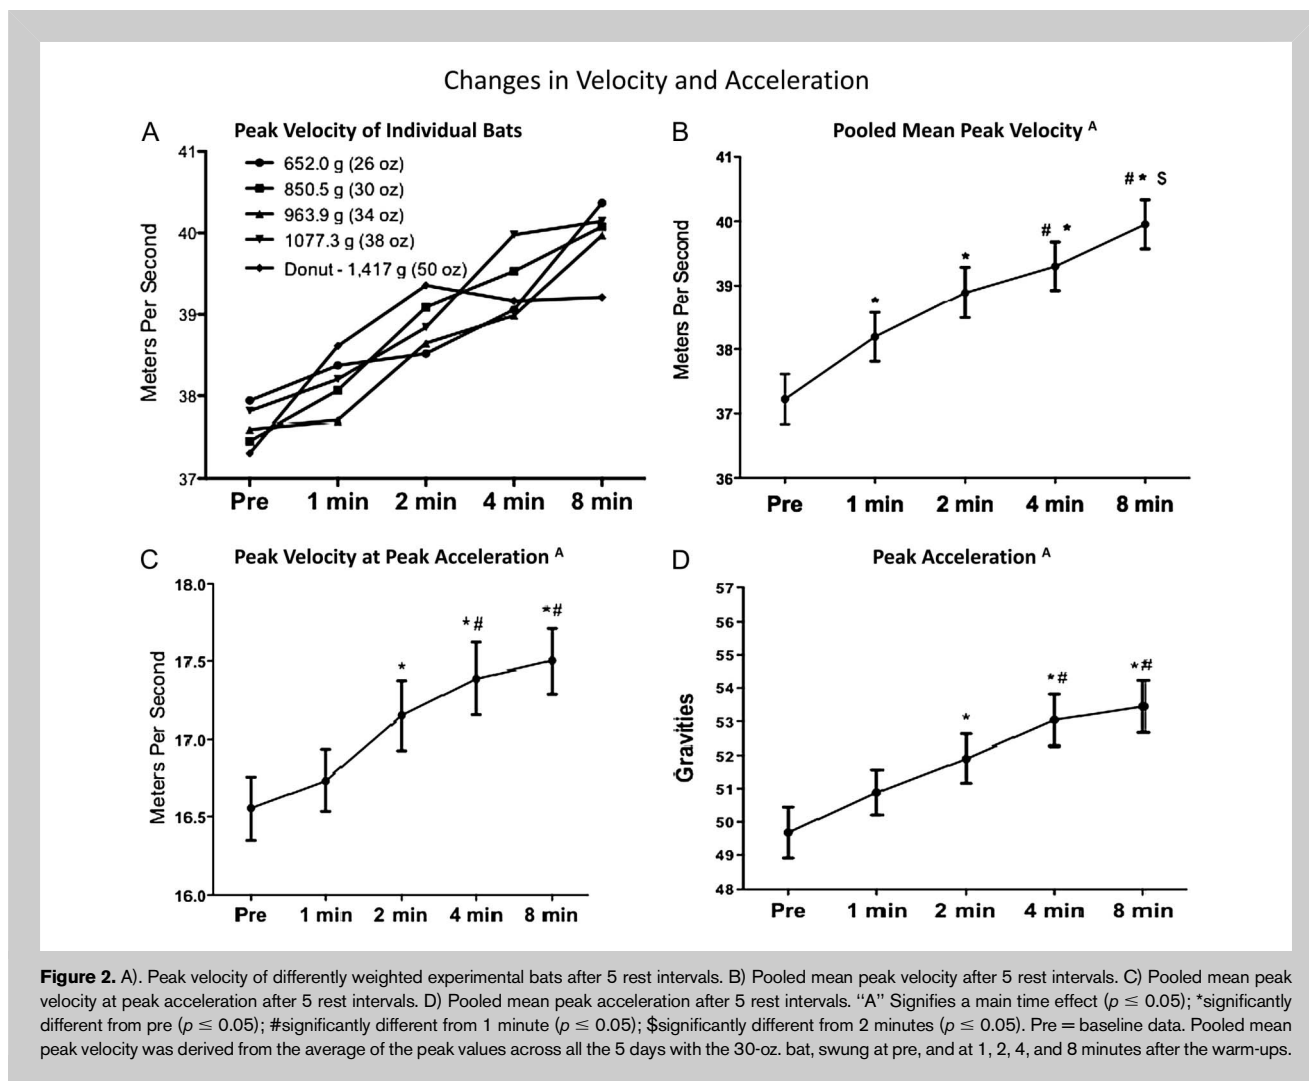 Changes in Velocity and Acceleration
A
Peak Velocity of Individual Bats
41
40
39
38
37
Meters Per Second
652.0 g (26 oz)
850.5 g (30 oz)
963.9 g (34 oz)
1077.3 g (38 oz)
Donut - 1,417 g (50 oz)
Pre 1 min 2 min 4 min 8 min
B
Pooled Mean Peak Velocity A
41
40
39
38
37
36
Meters Per Second
*
*
# *
# * $
Pre 1 min 2 min 4 min 8 min
C
Peak Velocity at Peak Acceleration A
18.0
17.5
17.0
16.5
16.0
Meters Per Second
*
*#
*#
Pre 1 min 2 min 4 min 8 min
D
Peak Acceleration A
57
56
55
54
53
52
51
50
49
48
Gravities
*
*#
*#
Pre 1 min 2 min 4 min 8 min
Figure 2. A). Peak velocity of differently weighted experimental bats after 5 rest intervals. B) Pooled mean peak velocity after 5 rest intervals. C) Pooled mean peak
velocity at peak acceleration after 5 rest intervals. D) Pooled mean peak acceleration after 5 rest intervals. “A” Signifies a main time effect (p ≤ 0.05); *significantly
different from pre (p ≤ 0.05); #significantly different from 1 minute (p ≤ 0.05); $significantly different from 2 minutes (p ≤ 0.05). Pre = baseline data. Pooled mean
peak velocity was derived from the average of the peak values across all the 5 days with the 30-oz. bat, swung at pre, and at 1, 2, 4, and 8 minutes after the warm-ups.